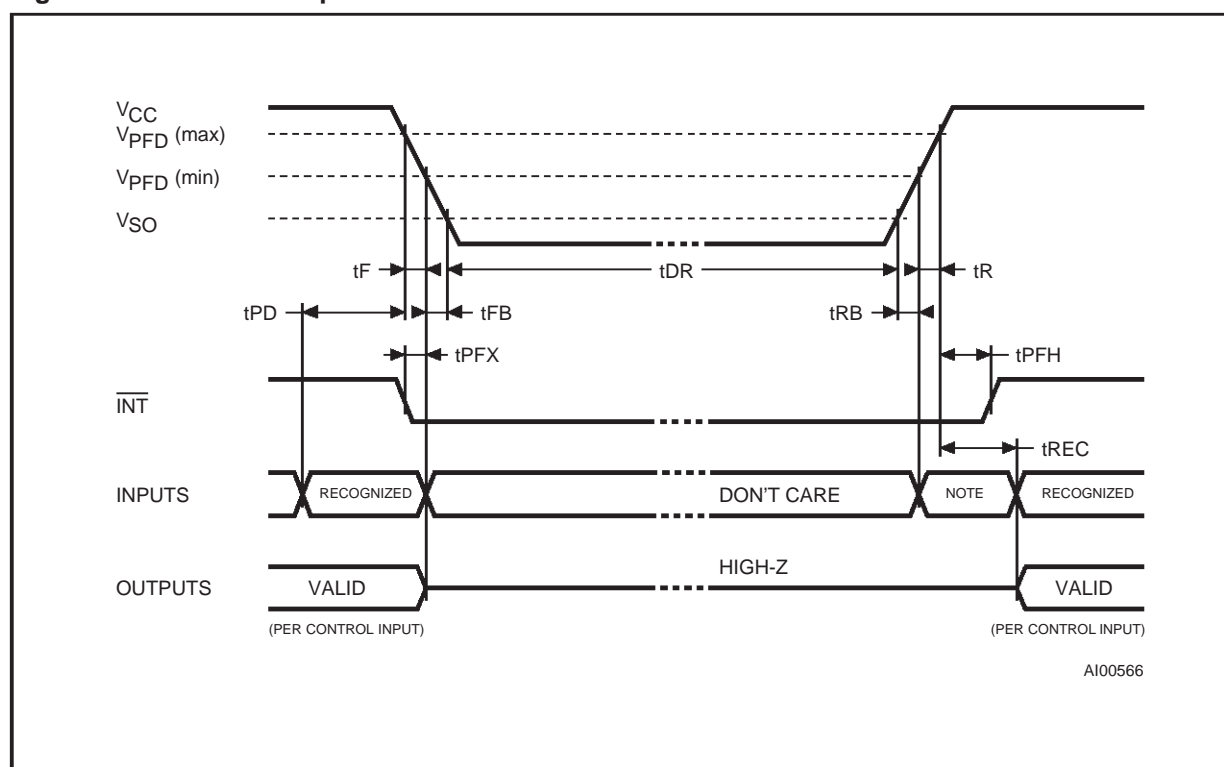 VCC
VPFD (max)
VPFD (min)
VSO
tF
tDR
tR
tPD
tFB
tRB
tPFX
tPFH
INT
tREC
INPUTS
RECOGNIZED
DON'T CARE
NOTE
RECOGNIZED
HIGH-Z
OUTPUTS
VALID
VALID
(PER CONTROL INPUT)
(PER CONTROL INPUT)
AI00566